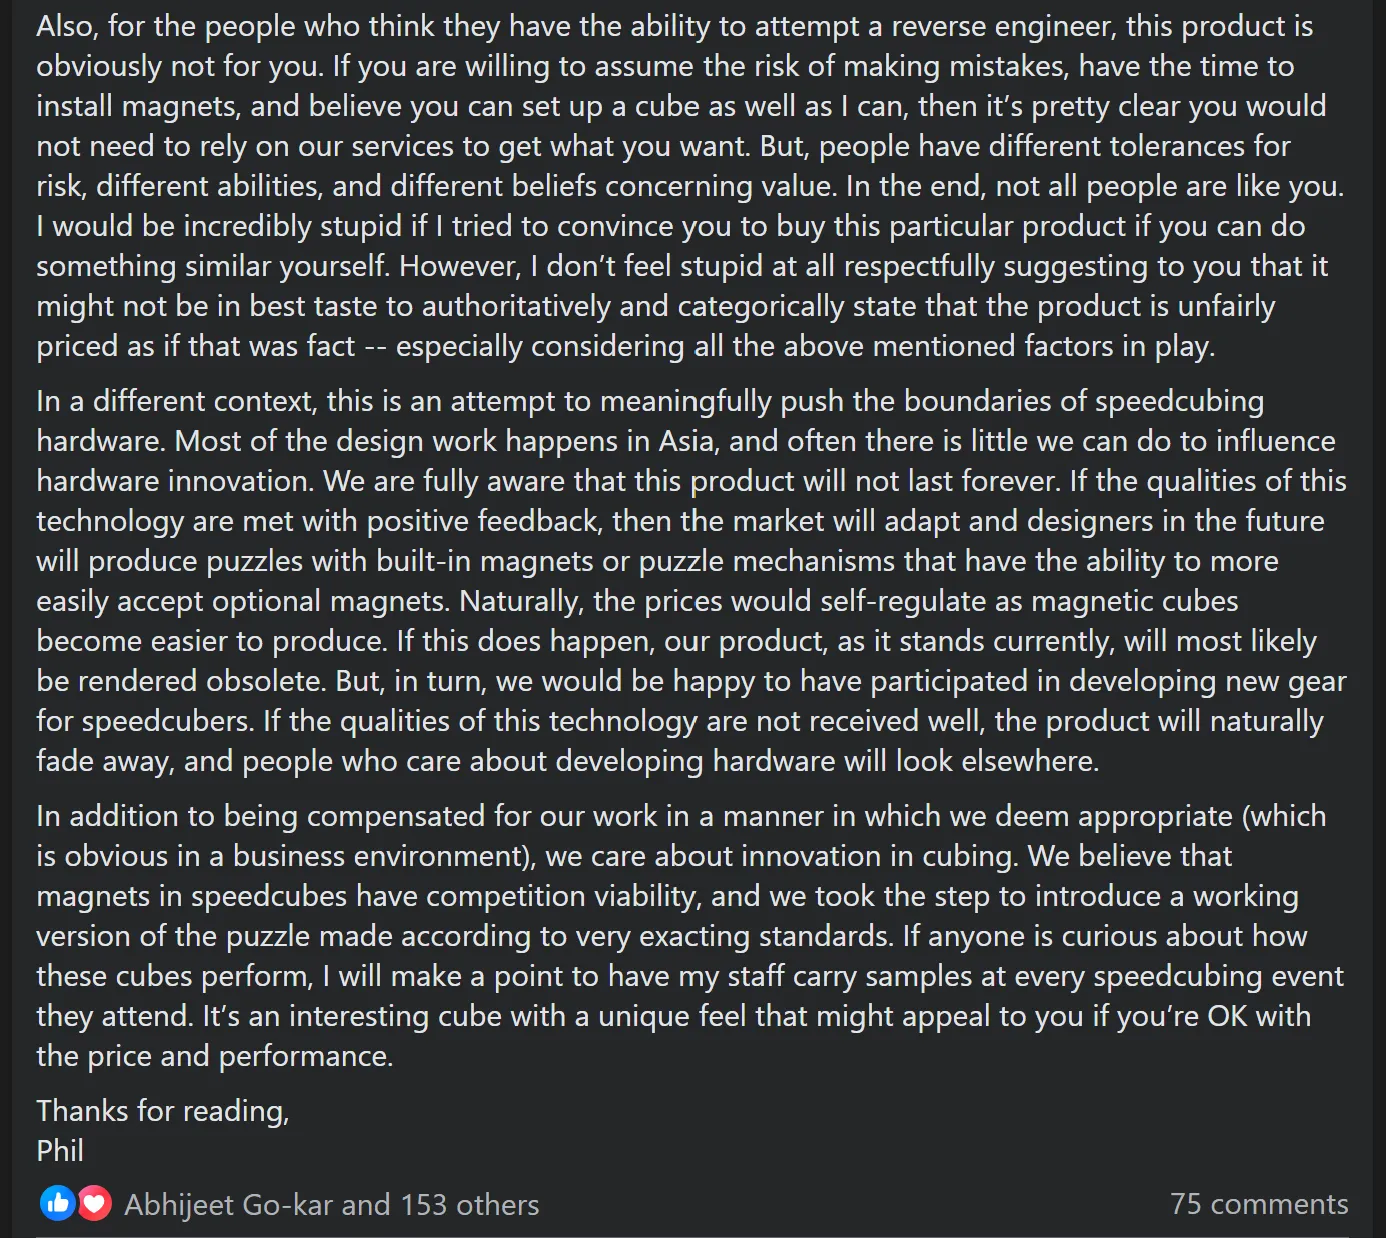 Also, for the people who think they have the ability to attempt a reverse engineer, this product is
obviously not for you. If you are willing to assume the risk of making mistakes, have the time to
install magnets, and believe you can set up a cube as well as I can, then it’s pretty clear you would
not need to rely on our services to get what you want. But, people have different tolerances for
risk, different abilities, and different beliefs concerning value. In the end, not all people are like you.
I would be incredibly stupid if I tried to convince you to buy this particular product if you can do
something similar yourself. However, I don’t feel stupid at all respectfully suggesting to you that it
might not be in best taste to authoritatively and categorically state that the product is unfairly
priced as if that was fact -- especially considering all the above mentioned factors in play.
In a different context, this is an attempt to meaningfully push the boundaries of speedcubing
hardware. Most of the design work happens in Asia, and often there is little we can do to influence
hardware innovation. We are fully aware that this product will not last forever. If the qualities of this
technology are met with positive feedback, then the market will adapt and designers in the future
will produce puzzles with built-in magnets or puzzle mechanisms that have the ability to more
easily accept optional magnets. Naturally, the prices would self-regulate as magnetic cubes
become easier to produce. If this does happen, our product, as it stands currently, will most likely
be rendered obsolete. But, in turn, we would be happy to have participated in developing new gear
for speedcubers. If the qualities of this technology are not received well, the product will naturally
fade away, and people who care about developing hardware will look elsewhere.
In addition to being compensated for our work in a manner in which we deem appropriate (which
is obvious in a business environment), we care about innovation in cubing. We believe that
magnets in speedcubes have competition viability, and we took the step to introduce a working
version of the puzzle made according to very exacting standards. If anyone is curious about how
these cubes perform, I will make a point to have my staff carry samples at every speedcubing event
they attend. It’s an interesting cube with a unique feel that might appeal to you if you’re OK with
the price and performance.
Thanks for reading,
Phil
Abhijeet Go-kar and 153 others
75 comments